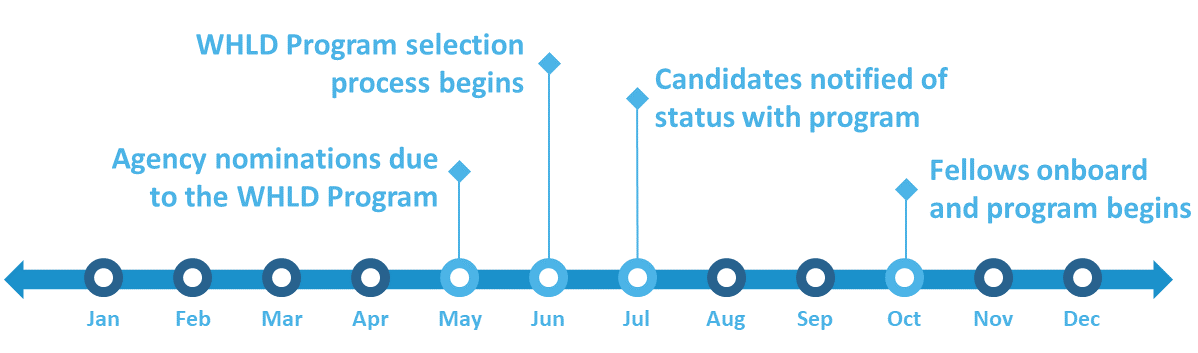 WHLD Program selection
process begins
Candidates notified of
status with program
Agency nominations due
to the WHLD Program
Fellows onboard
and program begins
Jan Feb Mar Apr May Jun Jul Aug Sep Oct Nov Dec